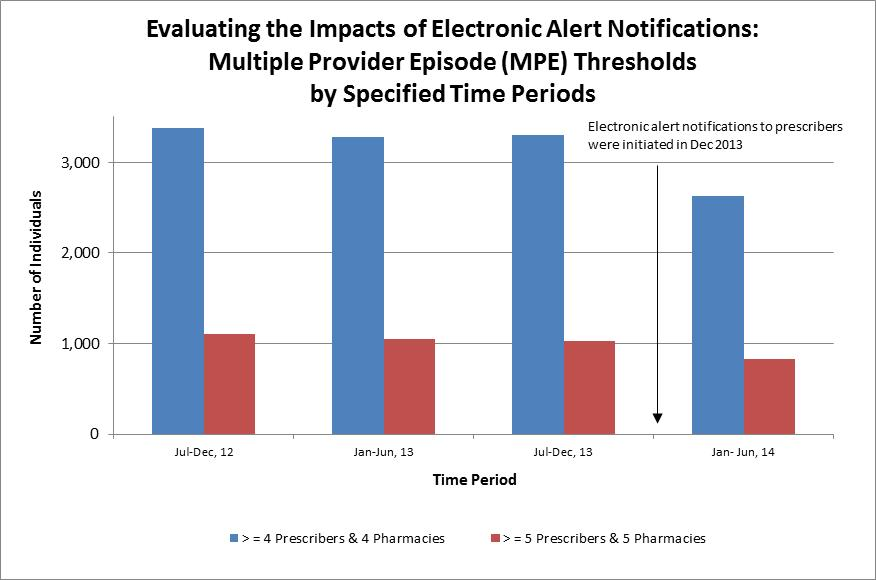 Evaluating the Impacts of Electronic Alert Notifications:
Multiple Provider Episode (MPE) Thresholds
by Specified Time Periods
Electronic alert notifications to prescribers
were initiated in Dec 2013
Number of Individuals
3,000
2,000
1,000
0
Jul-Dec, 12
Jan-Jun, 13
Jul-Dec, 13
Jan- Jun, 14
Time Period
> = 4 Prescribers & 4 Pharmacies
> = 5 Prescribers & 5 Pharmacies